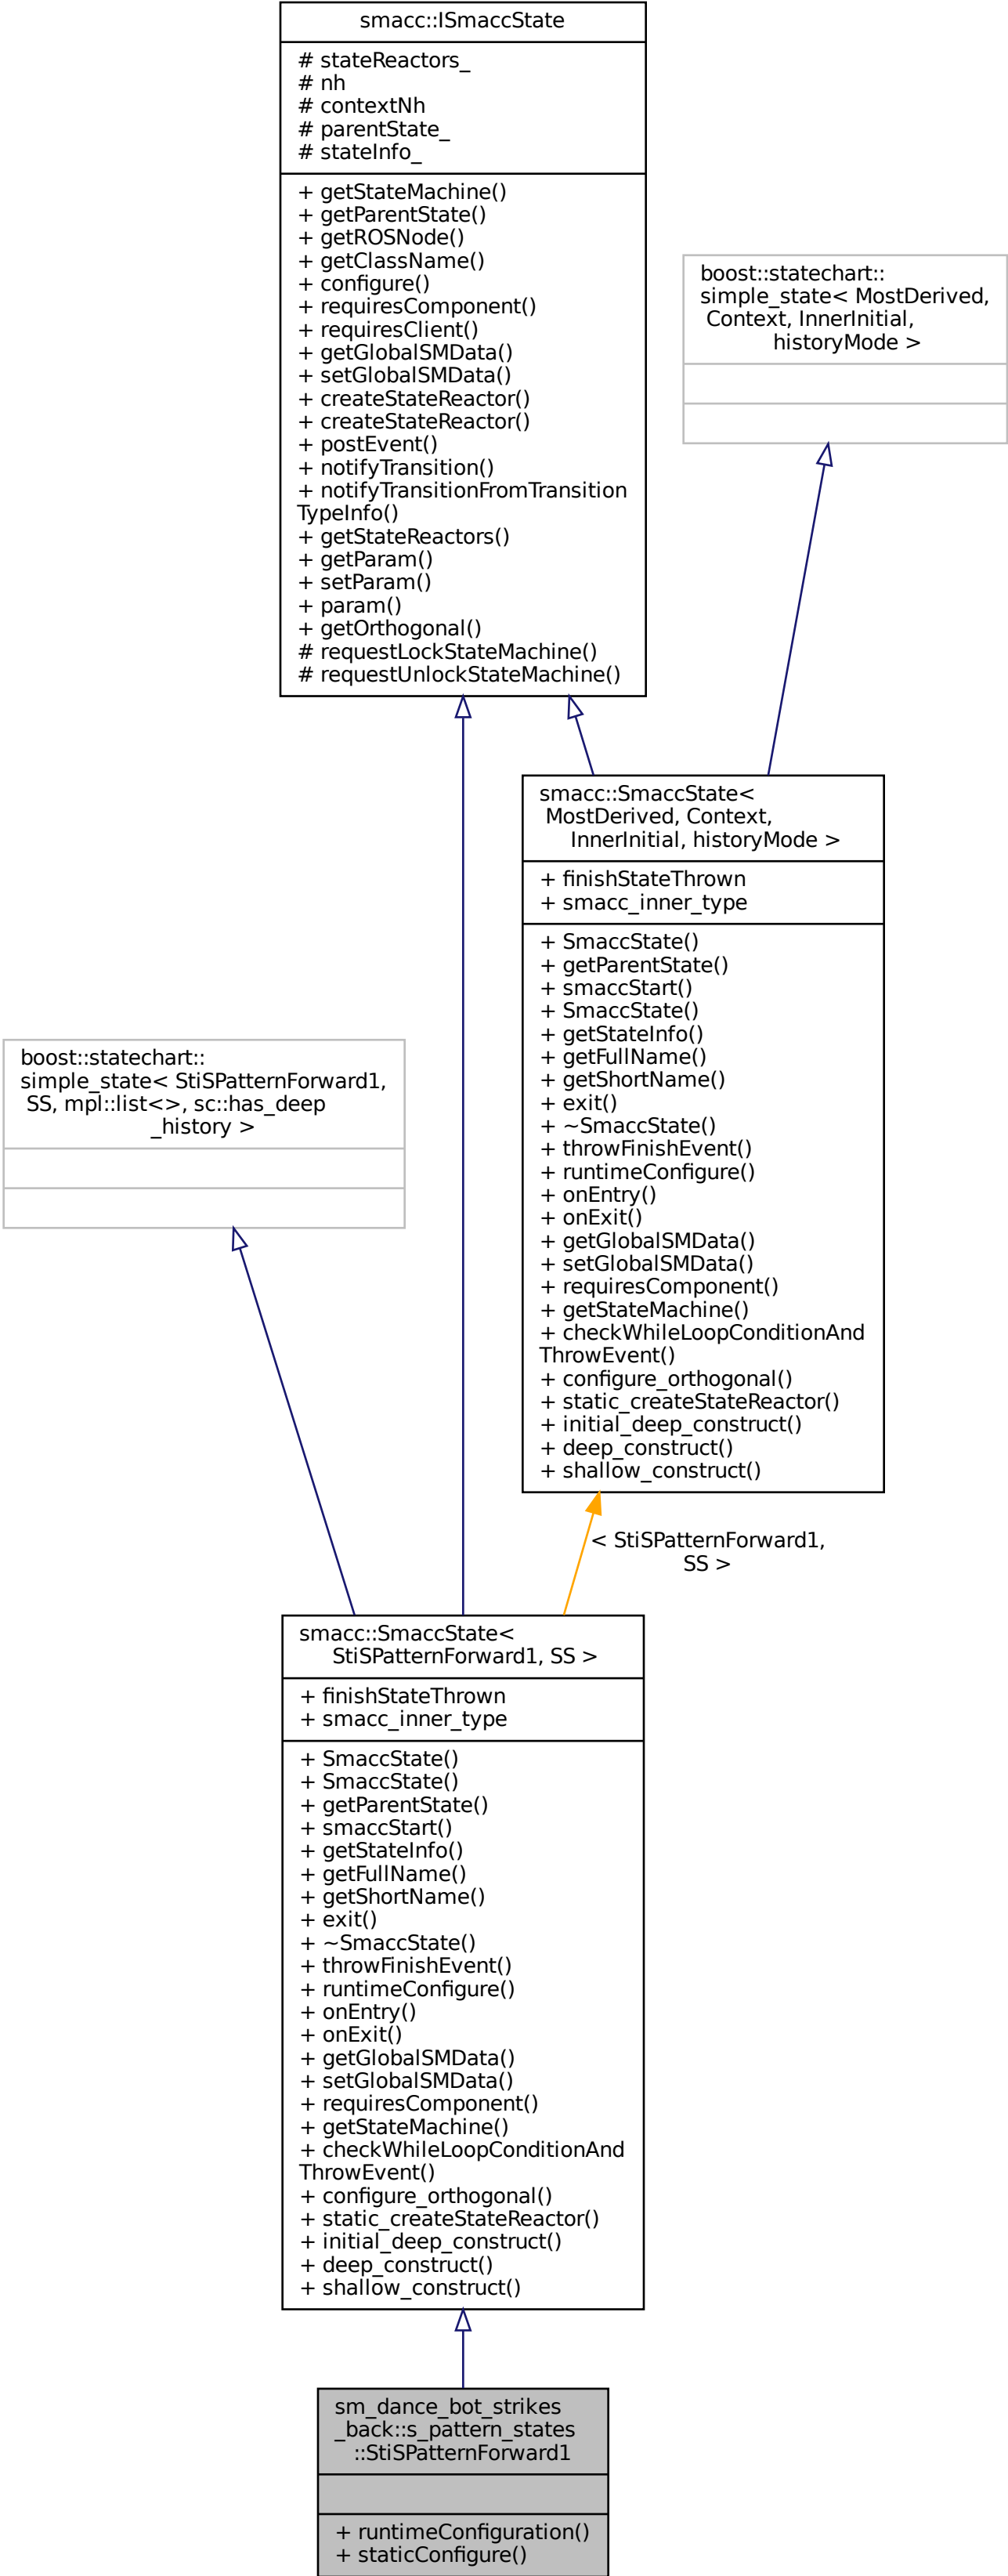 smacc::ISmaccState
# stateReactors_
# nh
# contextNh
# parentState_
# stateInfo_
+ getStateMachine()
+ getParentState()
+ getROSNode()
+ getClassName()
+ configure()
+ requiresComponent()
+ requiresClient()
+ getGlobalSMData()
+ setGlobalSMData()
+ createStateReactor()
+ createStateReactor()
+ postEvent()
+ notifyTransition()
+ notifyTransitionFromTransition
TypeInfo()
+ getStateReactors()
+ getParam()
+ setParam()
+ param()
+ getOrthogonal()
# requestLockStateMachine()
# requestUnlockStateMachine()
boost::statechart::
simple_state< MostDerived,
Context, InnerInitial,
historyMode >
smacc::SmaccState<
MostDerived, Context,
InnerInitial, historyMode >
+ finishStateThrown
+ smacc_inner_type
+ SmaccState()
+ getParentState()
+ smaccStart()
+ SmaccState()
+ getStateInfo()
+ getFullName()
+ getShortName()
+ exit()
+ ~SmaccState()
+ throwFinishEvent()
+ runtimeConfigure()
+ onEntry()
+ onExit()
+ getGlobalSMData()
+ setGlobalSMData()
+ requiresComponent()
+ getStateMachine()
+ checkWhileLoopConditionAnd
ThrowEvent()
+ configure_orthogonal()
+ static_createStateReactor()
+ initial_deep_construct()
+ deep_construct()
+ shallow_construct()
boost::statechart::
simple_state< StiSPatternForward1,
SS, mpl::list<>, sc::has_deep
_history >
< StiSPatternForward1,
SS >
smacc::SmaccState<
StiSPatternForward1, SS >
+ finishStateThrown
+ smacc_inner_type
+ SmaccState()
+ SmaccState()
+ getParentState()
+ smaccStart()
+ getStateInfo()
+ getFullName()
+ getShortName()
+ exit()
+ ~SmaccState()
+ throwFinishEvent()
+ runtimeConfigure()
+ onEntry()
+ onExit()
+ getGlobalSMData()
+ setGlobalSMData()
+ requiresComponent()
+ getStateMachine()
+ checkWhileLoopConditionAnd
ThrowEvent()
+ configure_orthogonal()
+ static_createStateReactor()
+ initial_deep_construct()
+ deep_construct()
+ shallow_construct()
sm_dance_bot_strikes
_back::s_pattern_states
::StiSPatternForward1
+ runtimeConfiguration()
+ staticConfigure()